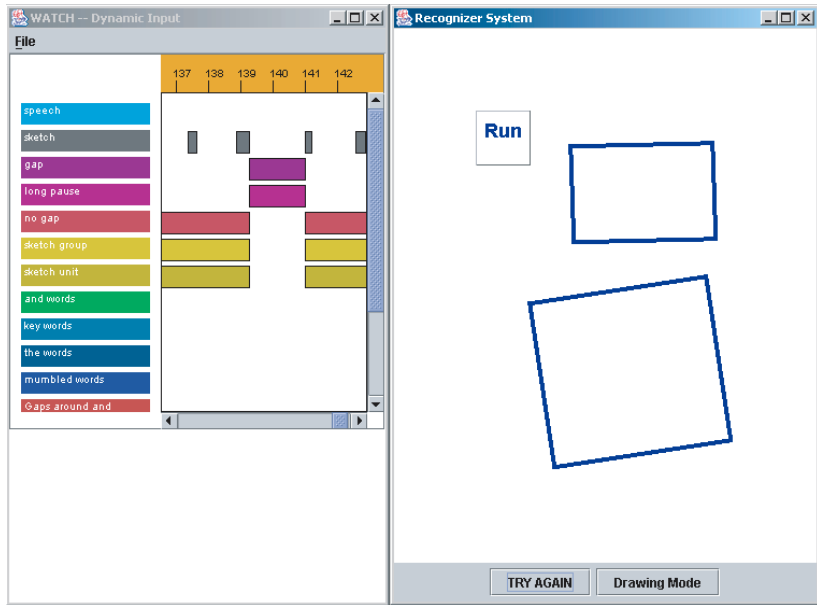 WATCH -- Dynamic Input
File
137 138 139 140 141 142
speech
sketch
gap
long pause
no gap
sketch group
sketch unit
and words
key words
the words
mumbled words
Gaps around and
Recognizer System
Run
TRY AGAIN
Drawing Mode